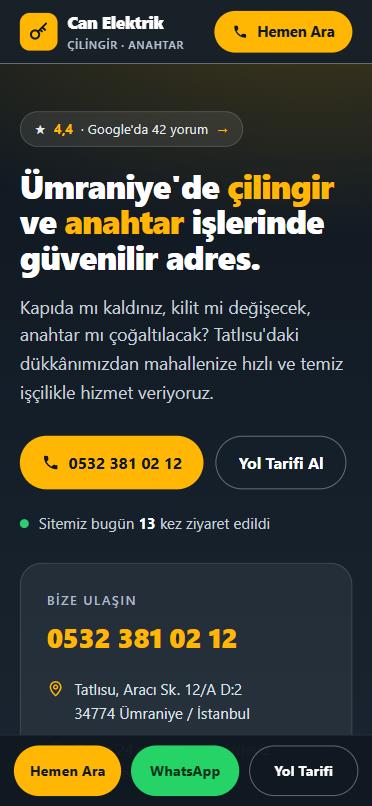 Can Elektrik
ÇİLİNGİR · ANAHTAR
Hemen Ara
★ 4,4 · Google'da 42 yorum →
Ümraniye'de çilingir
ve anahtar işlerinde
güvenilir adres.
Kapıda mı kaldınız, kilit mi değişecek,
anahtar mı çoğaltılacak? Tatlısu'daki
dükkânımızdan mahallenize hızlı ve temiz
işçilikle hizmet veriyoruz.
0532 381 02 12
Yol Tarifi Al
Sitemiz bugün 13 kez ziyaret edildi
BİZE ULAŞIN
0532 381 02 12
Tatlısu, Aracı Sk. 12/A D:2
34774 Ümraniye / İstanbul
Hemen Ara
WhatsApp
Yol Tarifi